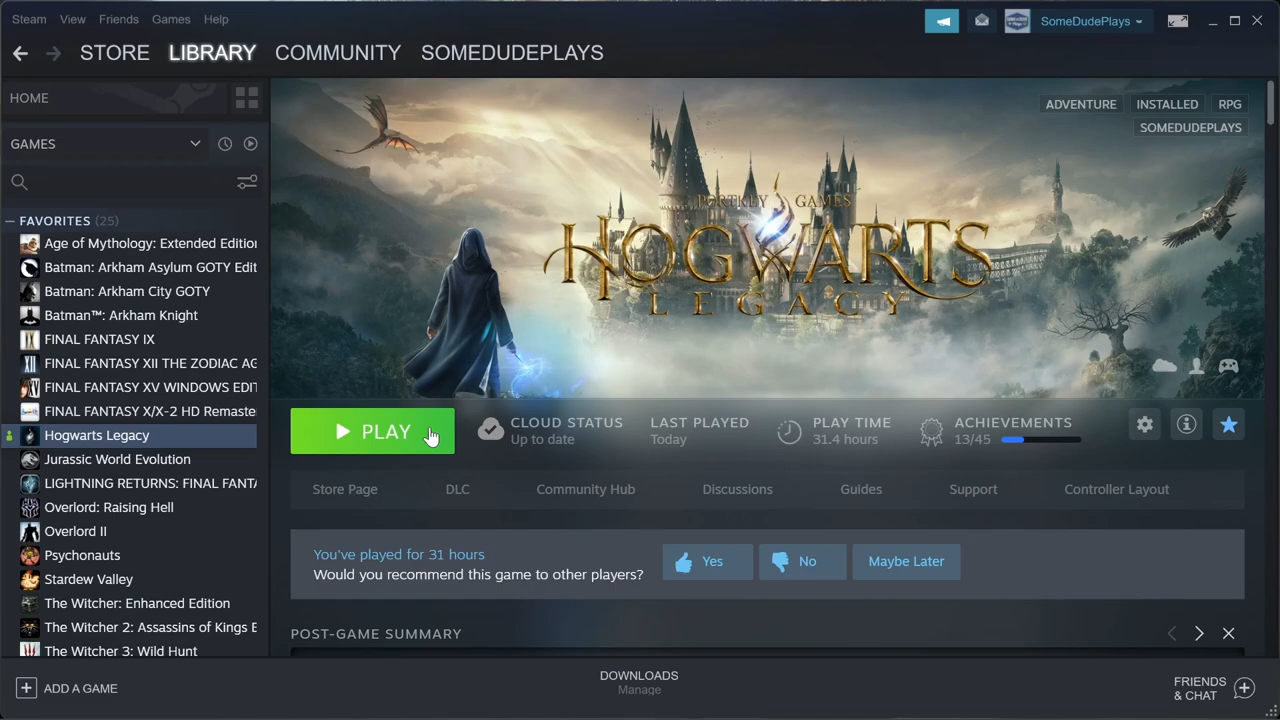 Steam View Friends Games Help
SomeDudePlays
STORE LIBRARY COMMUNITY SOMEDUDEPLAYS
HOME
GAMES
FAVORITES (25)
Age of Mythology: Extended Edition
Batman: Arkham Asylum GOTY Edit
Batman: Arkham City GOTY
Batman™: Arkham Knight
FINAL FANTASY IX
FINAL FANTASY XII THE ZODIAC AG
FINAL FANTASY XV WINDOWS EDIT
FINAL FANTASY X/X-2 HD Remaster
Hogwarts Legacy
Jurassic World Evolution
LIGHTNING RETURNS: FINAL FANTA
Overlord: Raising Hell
Overlord II
Psychonauts
Stardew Valley
The Witcher: Enhanced Edition
The Witcher 2: Assassins of Kings E
The Witcher 3: Wild Hunt
ADVENTURE INSTALLED RPG
SOMEDUDEPLAYS
PORTKEY GAMES
HOGWARTS
LEGACY
PLAY
CLOUD STATUS
Up to date
LAST PLAYED
Today
PLAY TIME
31.4 hours
ACHIEVEMENTS
13/45
Store Page DLC Community Hub Discussions Guides Support Controller Layout
You've played for 31 hours
Would you recommend this game to other players?
Yes No Maybe Later
POST-GAME SUMMARY
ADD A GAME
DOWNLOADS
Manage
FRIENDS
& CHAT